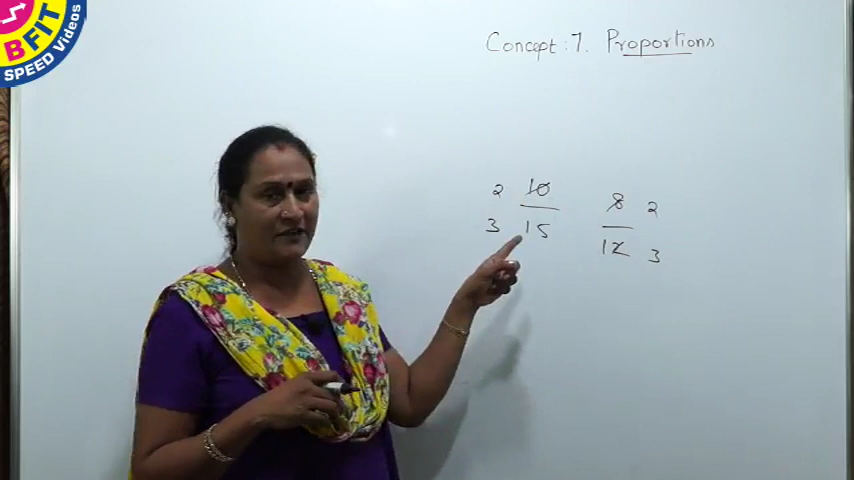 BFIT
SPEED Videos
Concept : 7. Proportions
2 10 8 2
3 15 12 3